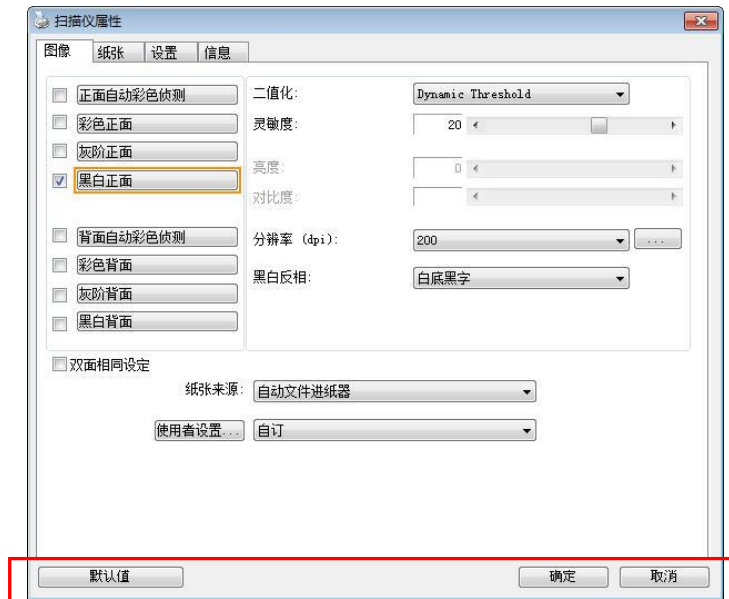 扫描仪属性
图像 纸张 设置 信息
正面自动彩色侦测
彩色正面
灰阶正面
黑白正面
背面自动彩色侦测
彩色背面
灰阶背面
黑白背面
二值化: Dynamic Threshold
灵敏度: 20
亮度: 0
对比度:
分辨率 (dpi): 200 ...
黑白反相: 白底黑字
双面相同设定
纸张来源: 自动文件进纸器
使用者设置... 自订
默认值 确定 取消